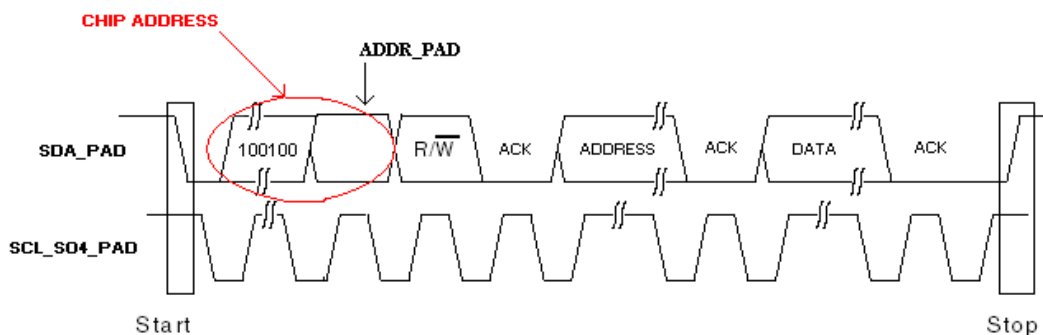 CHIP ADDRESS
ADDR_PAD
SDA_PAD
100100
R/W̅
ACK
ADDRESS
ACK
DATA
ACK
SCL_SO4_PAD
Start
Stop